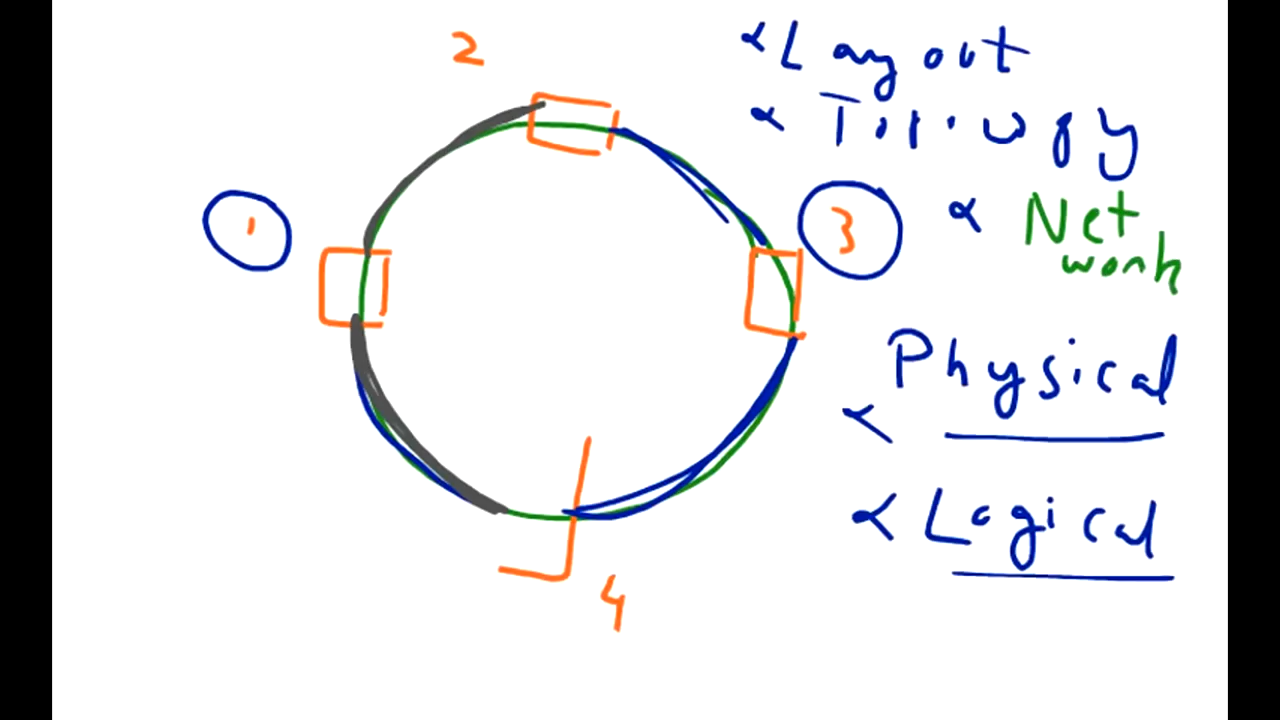 2
∝ Layout
∝ Topology
1
3
∝ Net
work
Physical
∝ Logical
4